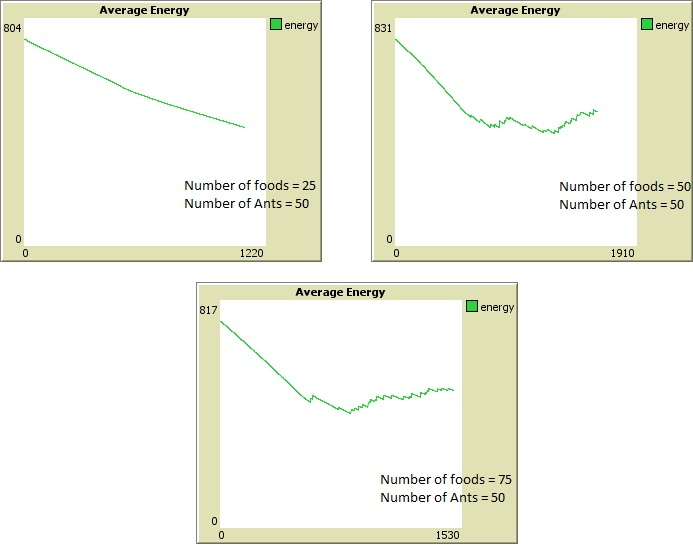 Average Energy
804
energy
Number of foods = 25
Number of Ants = 50
0
0
1220
Average Energy
831
energy
Number of foods = 50
Number of Ants = 50
0
0
1910
Average Energy
817
energy
Number of foods = 75
Number of Ants = 50
0
0
1530